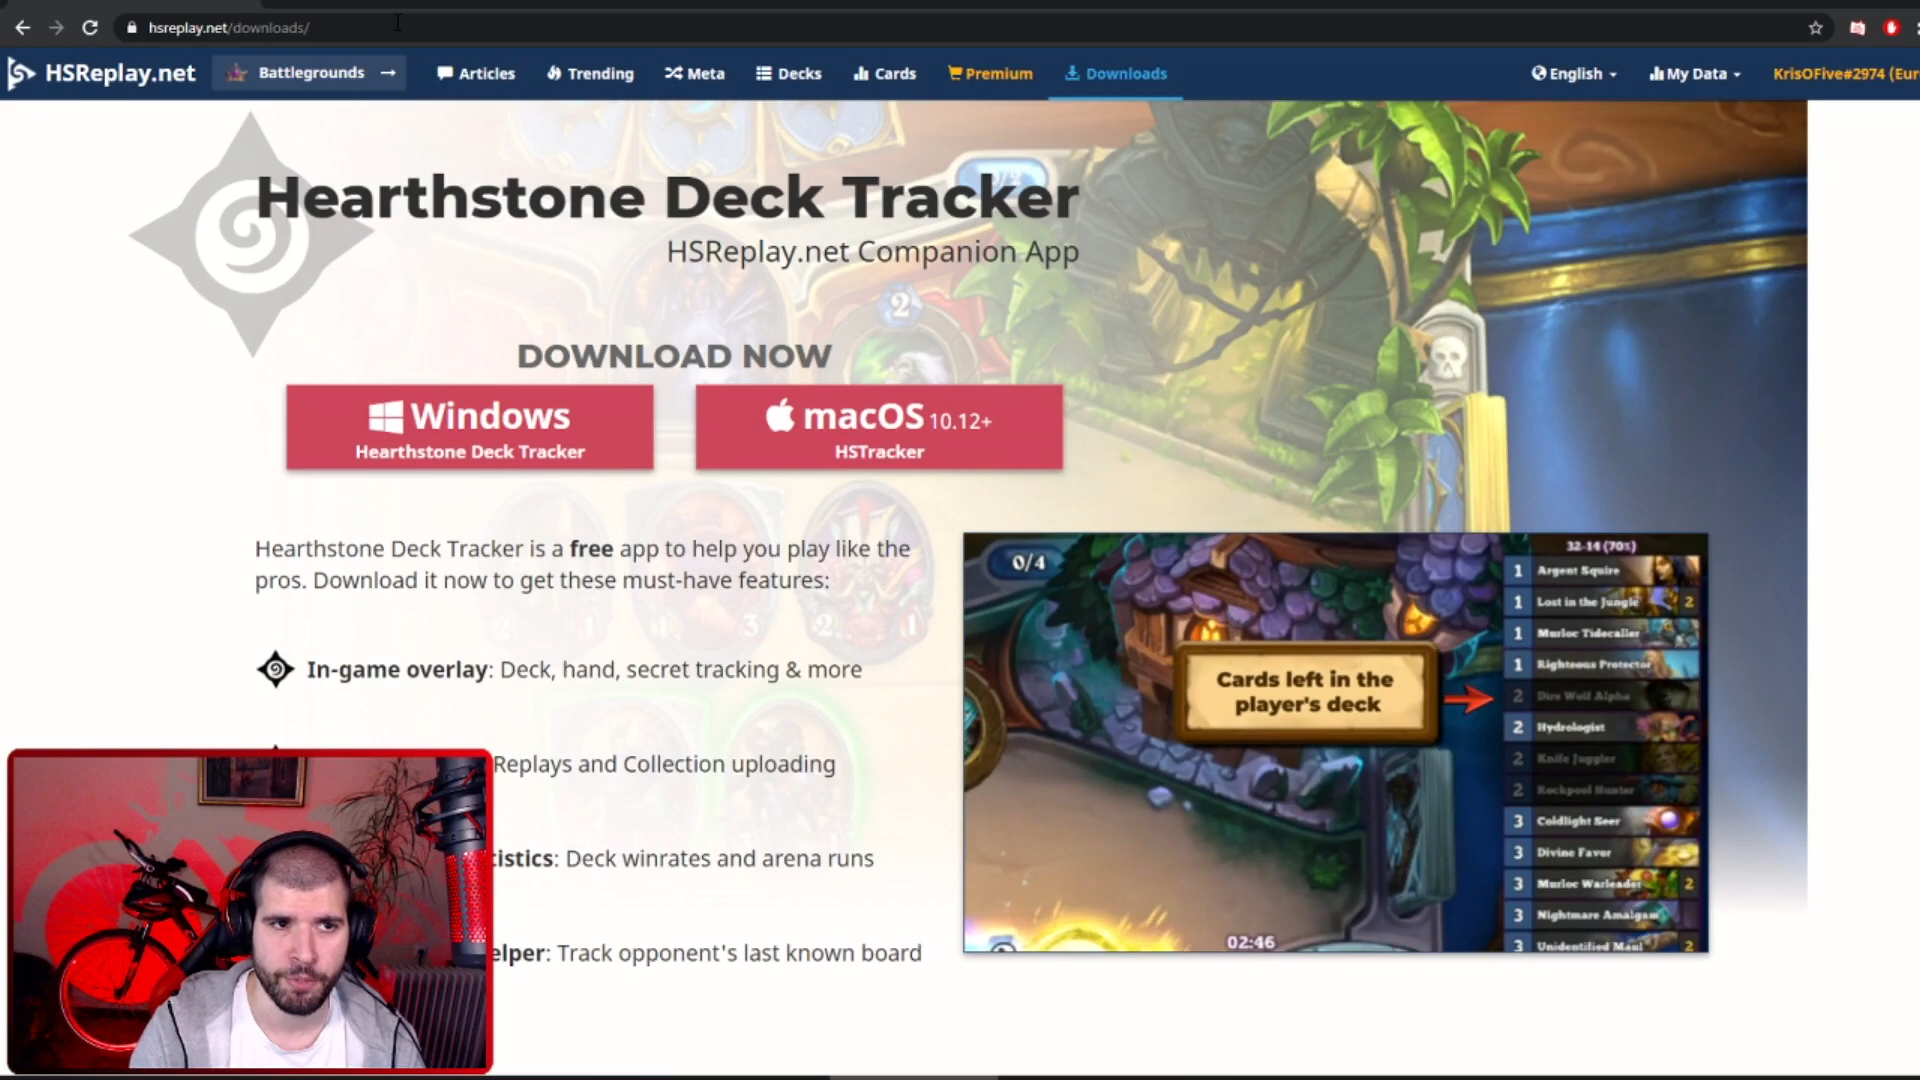 hsreplay.net/downloads/
HSReplay.net
Battlegrounds →
Articles
Trending
Meta
Decks
Cards
Premium
Downloads
English
My Data
KrisOFive#2974 (Eur
Hearthstone Deck Tracker
HSReplay.net Companion App
DOWNLOAD NOW
Windows
Hearthstone Deck Tracker
macOS 10.12+
HSTracker
Hearthstone Deck Tracker is a free app to help you play like the
pros. Download it now to get these must-have features:
In-game overlay: Deck, hand, secret tracking & more
Replays and Collection uploading
tistics: Deck winrates and arena runs
elper: Track opponent's last known board
0/4
Cards left in the
player's deck
02:46
32-14 (70%)
1 Argent Squire
1 Lost in the Jungle 2
1 Murloc Tidecaller
1 Righteous Protector
2 Dire Wolf Alpha
2 Hydrologist
2 Knife Juggler
2 Rockpool Hunter
3 Coldlight Seer
3 Divine Favor
3 Murloc Warleader 2
3 Nightmare Amalgam
3 Unidentified Maul 2